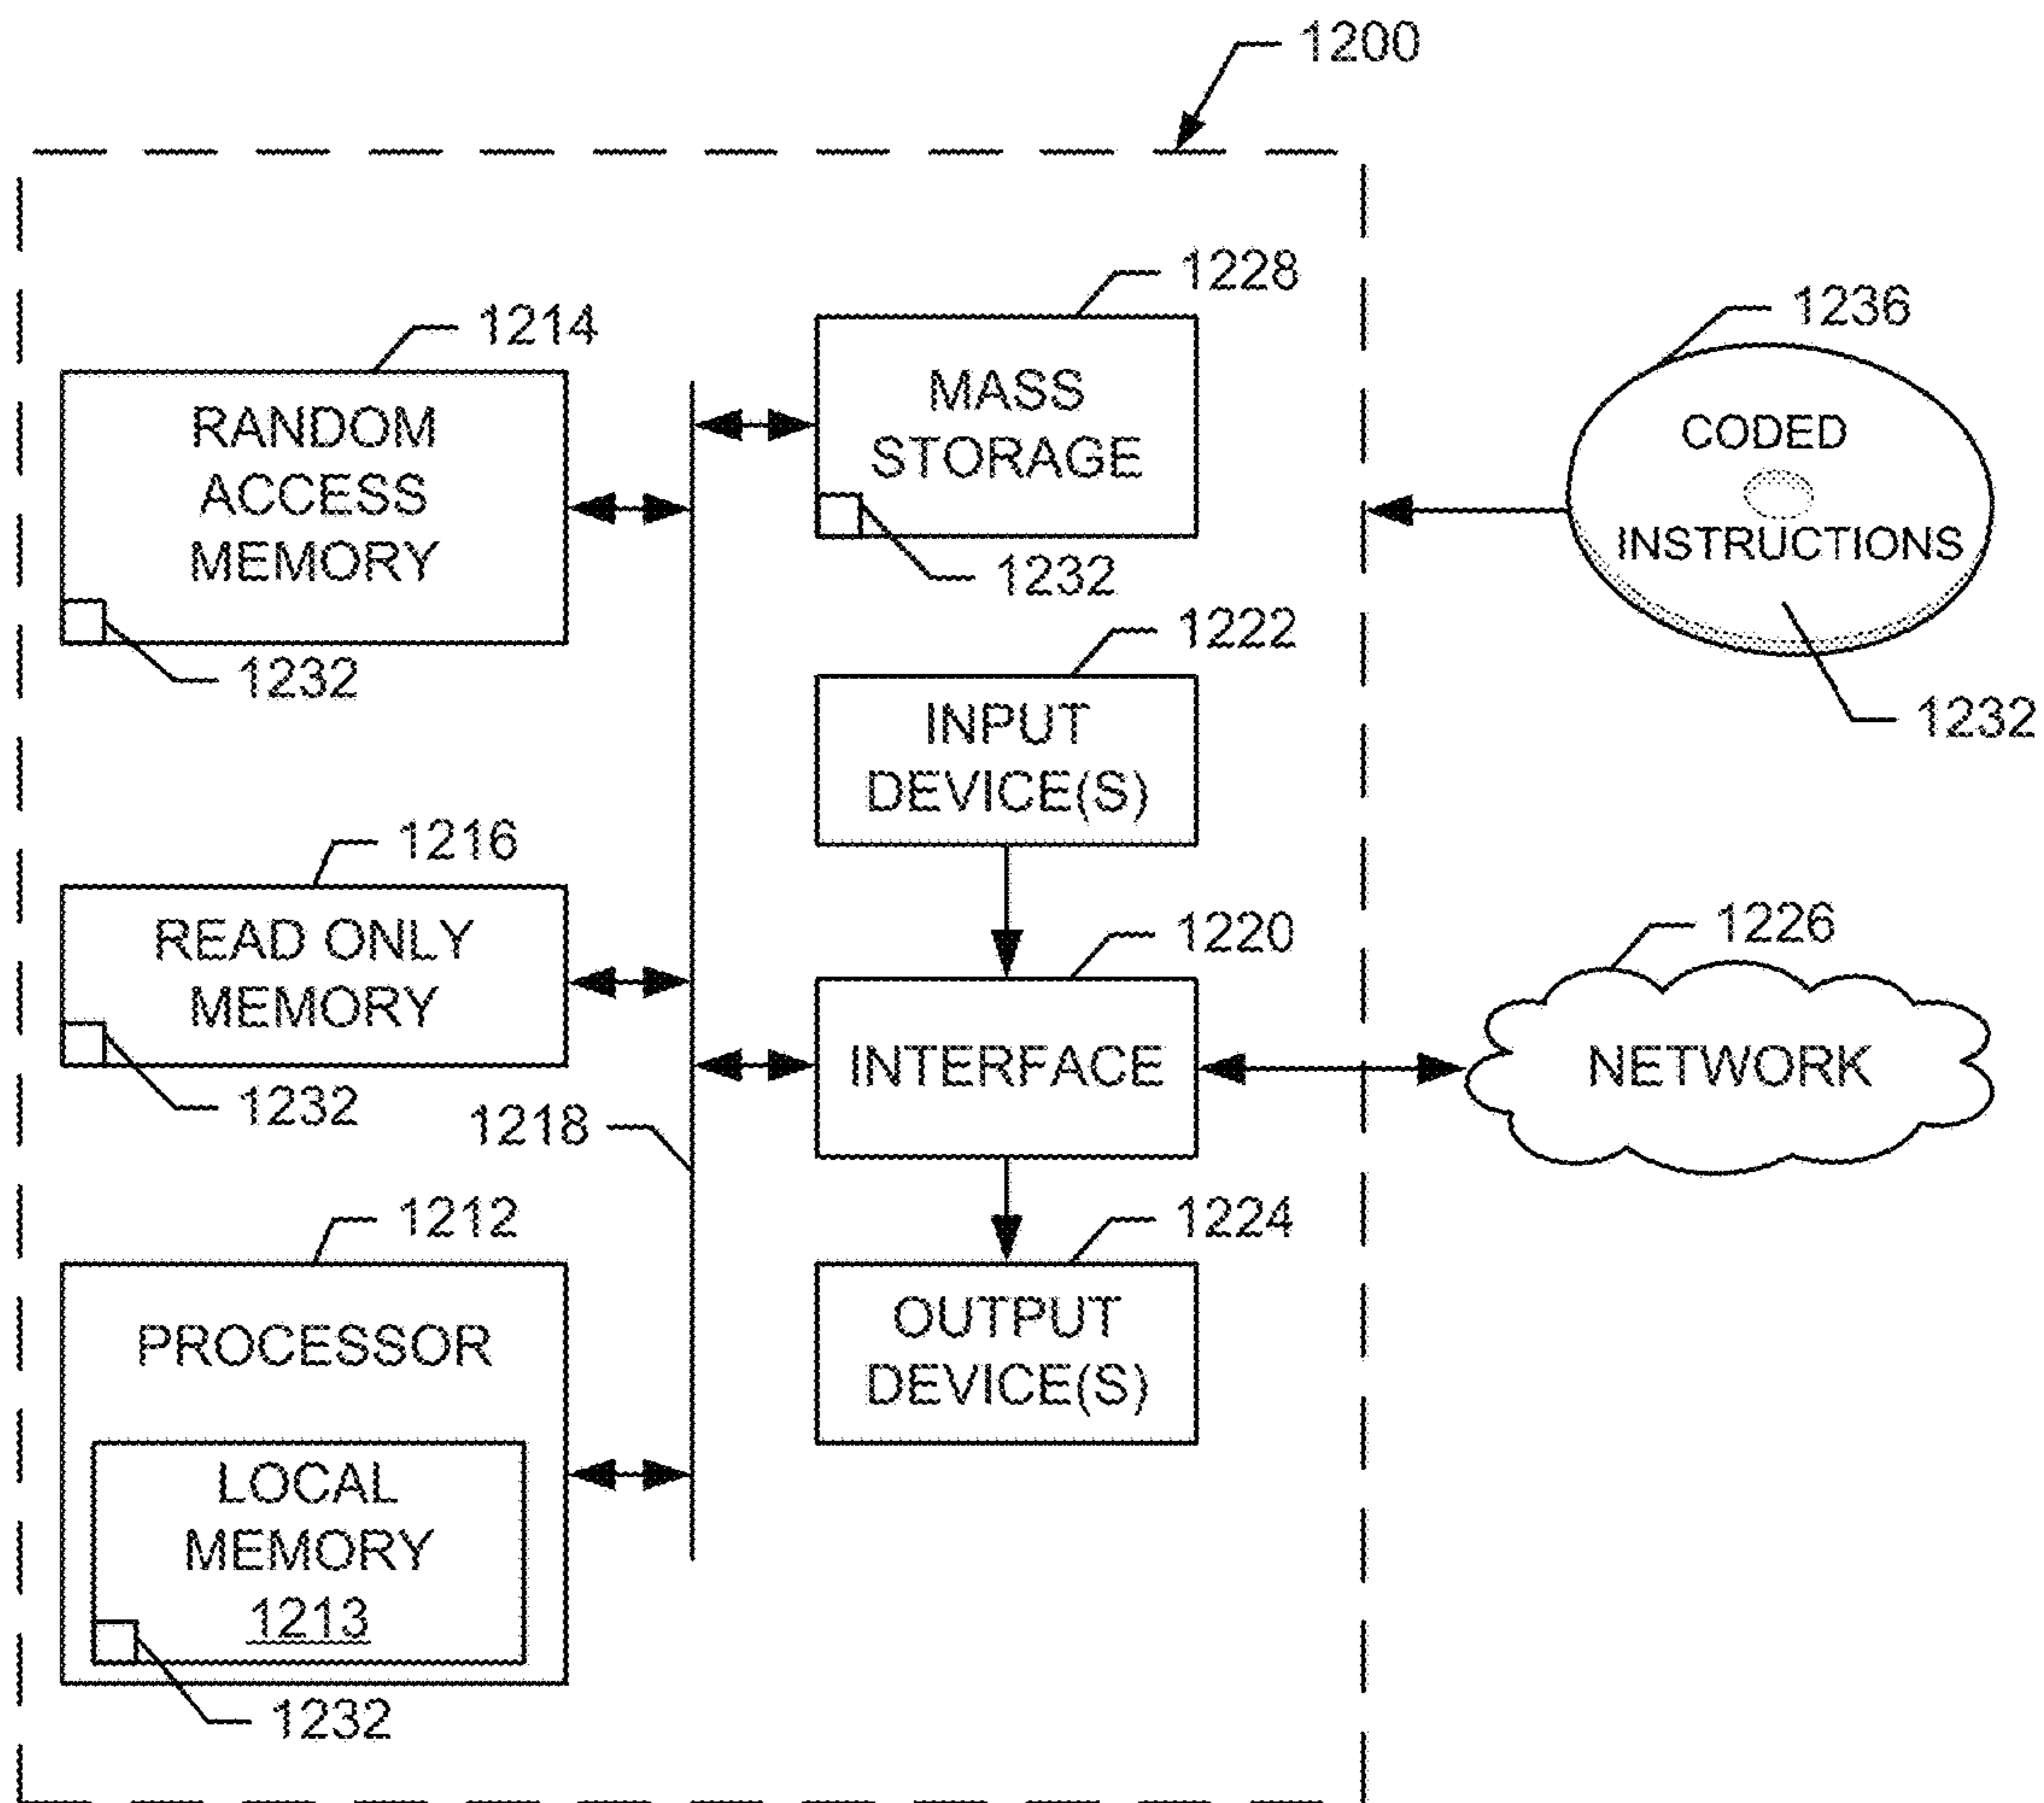 1200
1228
1214
1236
MASS
STORAGE
RANDOM
ACCESS
MEMORY
CODED
INSTRUCTIONS
1232
1232
1222
1232
INPUT
DEVICE(S)
1216
1220
1226
READ ONLY
MEMORY
INTERFACE
NETWORK
1232
1218
1212
1224
PROCESSOR
OUTPUT
DEVICE(S)
LOCAL
MEMORY
1213
1232
1232